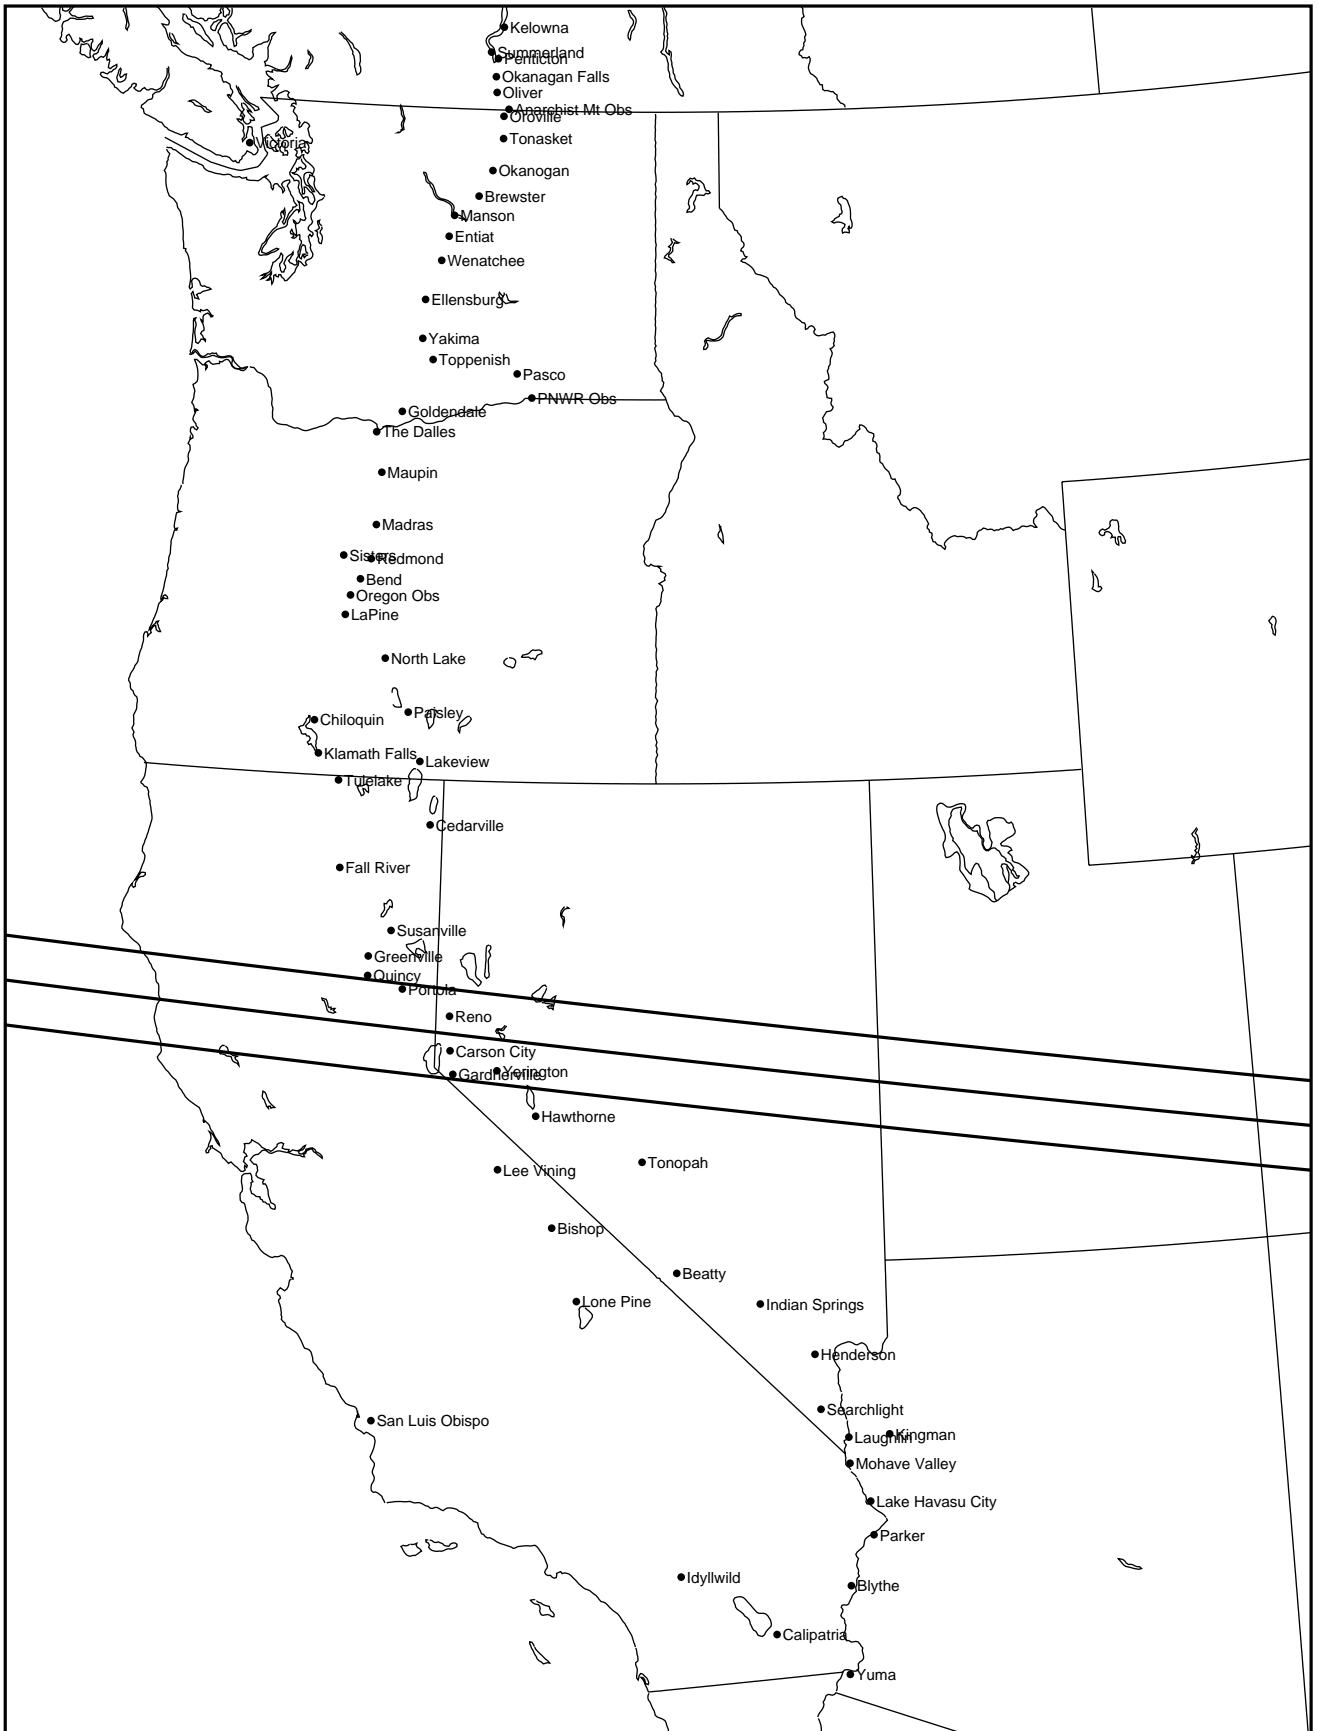 Kelowna
Summerland
Penticton
Okanagan Falls
Oliver
Anarchist Mt Obs
Oroville
Tonasket
Victoria
Okanogan
Brewster
Manson
Entiat
Wenatchee
Ellensburg
Yakima
Toppenish
Pasco
PNWR Obs
Goldendale
The Dalles
Maupin
Madras
Sisters
Redmond
Bend
Oregon Obs
LaPine
North Lake
Paisley
Chiloquin
Klamath Falls
Lakeview
Tulelake
Cedarville
Fall River
Susanville
Greenville
Quincy
Portola
Reno
Carson City
Yerington
Gardnerville
Hawthorne
Tonopah
Lee Vining
Bishop
Beatty
Lone Pine
Indian Springs
Henderson
Searchlight
San Luis Obispo
Kingman
Laughlin
Mohave Valley
Lake Havasu City
Parker
Idyllwild
Blythe
Calipatria
Yuma